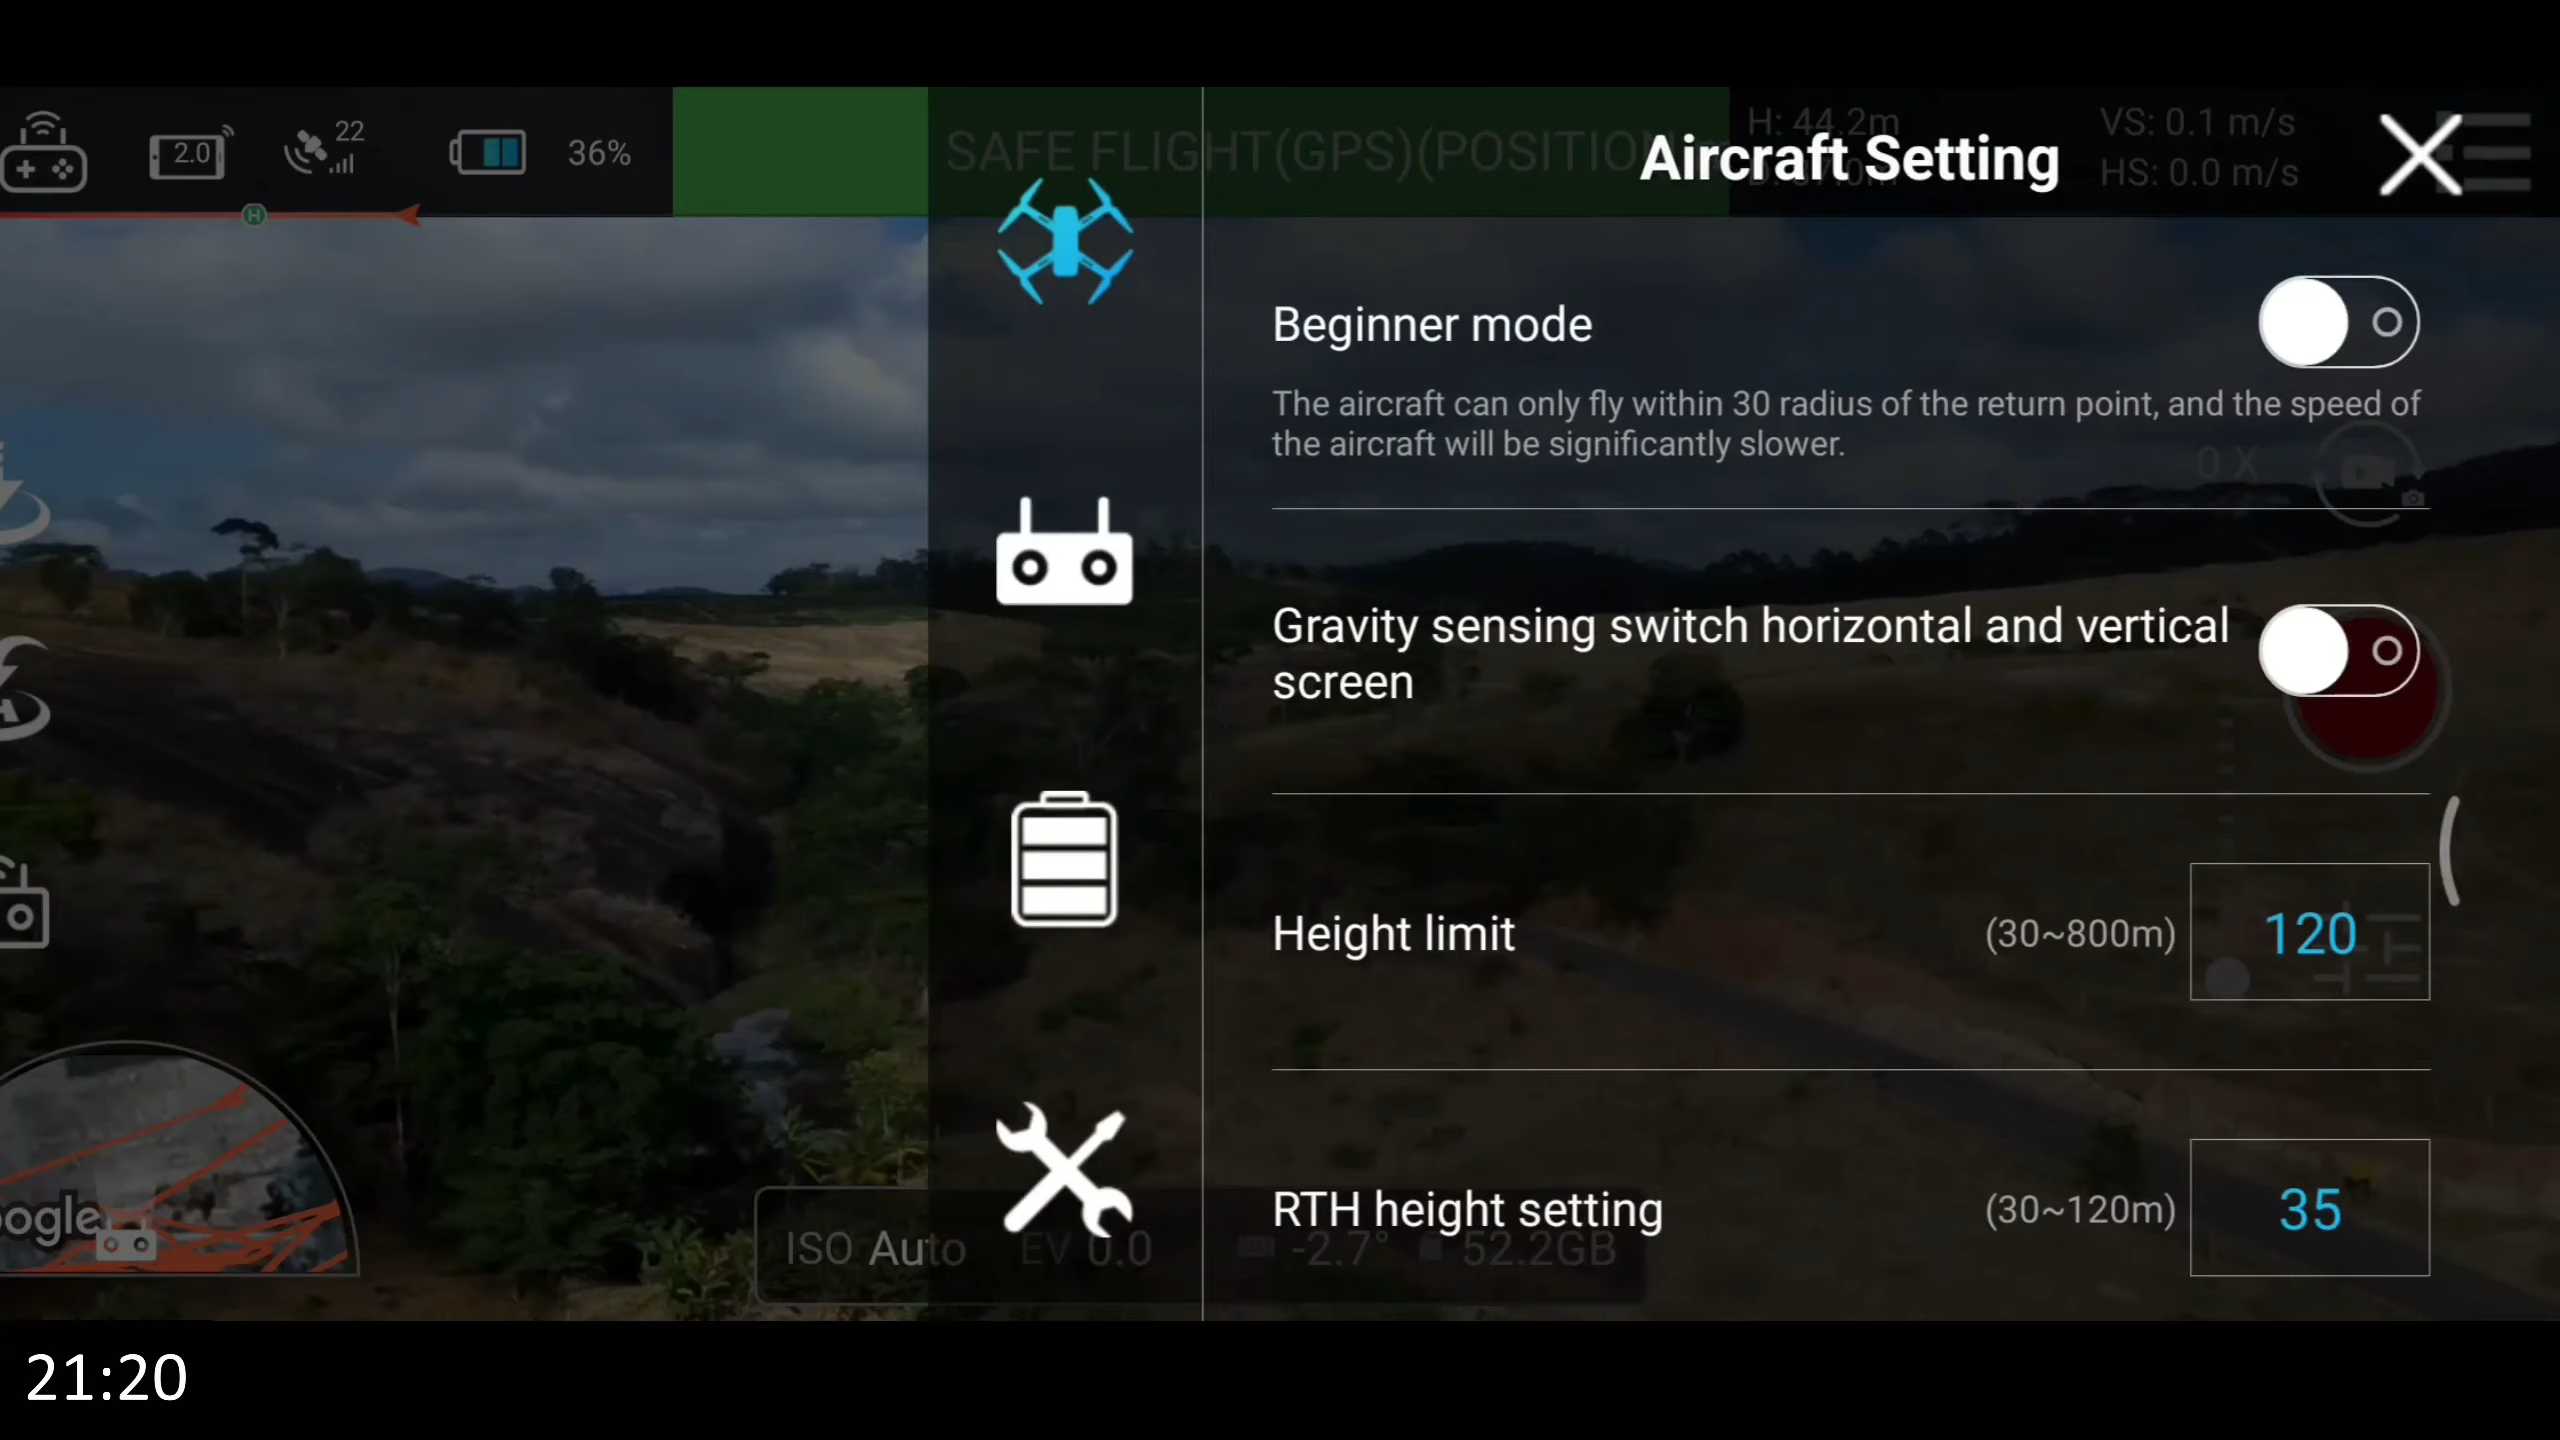 2.0
22
36%
SAFE FLIGHT(GPS)(POSITIO
H: 44.2m
VS: 0.1 m/s
HS: 0.0 m/s
Aircraft Setting
H
Beginner mode
The aircraft can only fly within 30 radius of the return point, and the speed of
the aircraft will be significantly slower.
0 X
Gravity sensing switch horizontal and vertical
screen
A
Height limit
(30~800m)
120
RTH height setting
(30~120m)
35
oogle
ISO Auto
EV 0.0
-2.7°
52.2GB
21:20